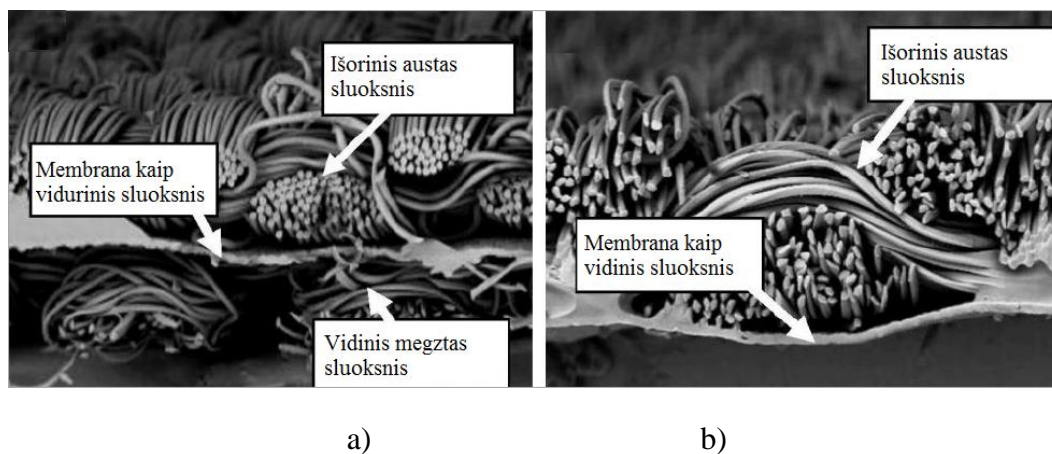 Išorinis austas
sluoksnis
Membrana kaip
vidurinis sluoksnis
Vidinis megztas
sluoksnis
Išorinis austas
sluoksnis
Membrana kaip
vidinis sluoksnis
a)
b)